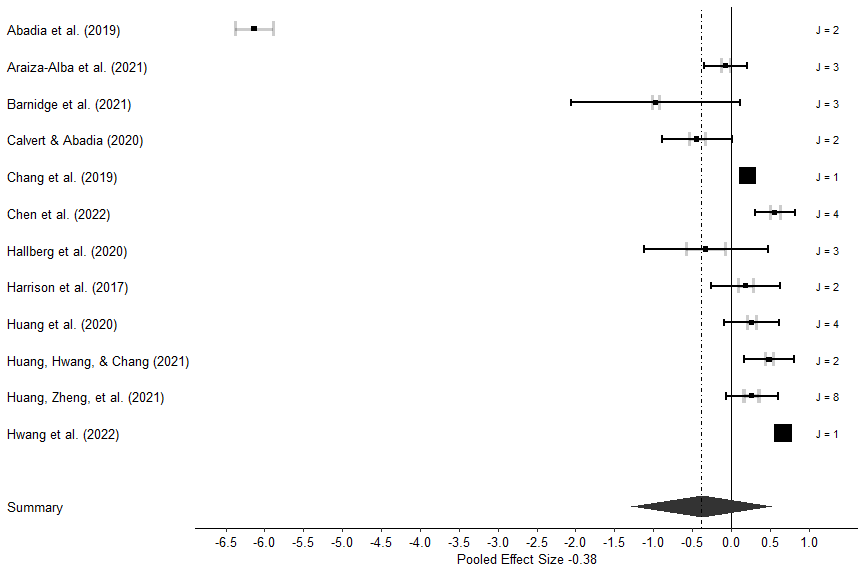 Abadia et al. (2019) J = 2
Araiza-Alba et al. (2021) J = 3
Barnidge et al. (2021) J = 3
Calvert & Abadia (2020) J = 2
Chang et al. (2019) J = 1
Chen et al. (2022) J = 4
Hallberg et al. (2020) J = 3
Harrison et al. (2017) J = 2
Huang et al. (2020) J = 4
Huang, Hwang, & Chang (2021) J = 2
Huang, Zheng, et al. (2021) J = 8
Hwang et al. (2022) J = 1
Summary
-6.5 -6.0 -5.5 -5.0 -4.5 -4.0 -3.5 -3.0 -2.5 -2.0 -1.5 -1.0 -0.5 0.0 0.5 1.0
Pooled Effect Size -0.38